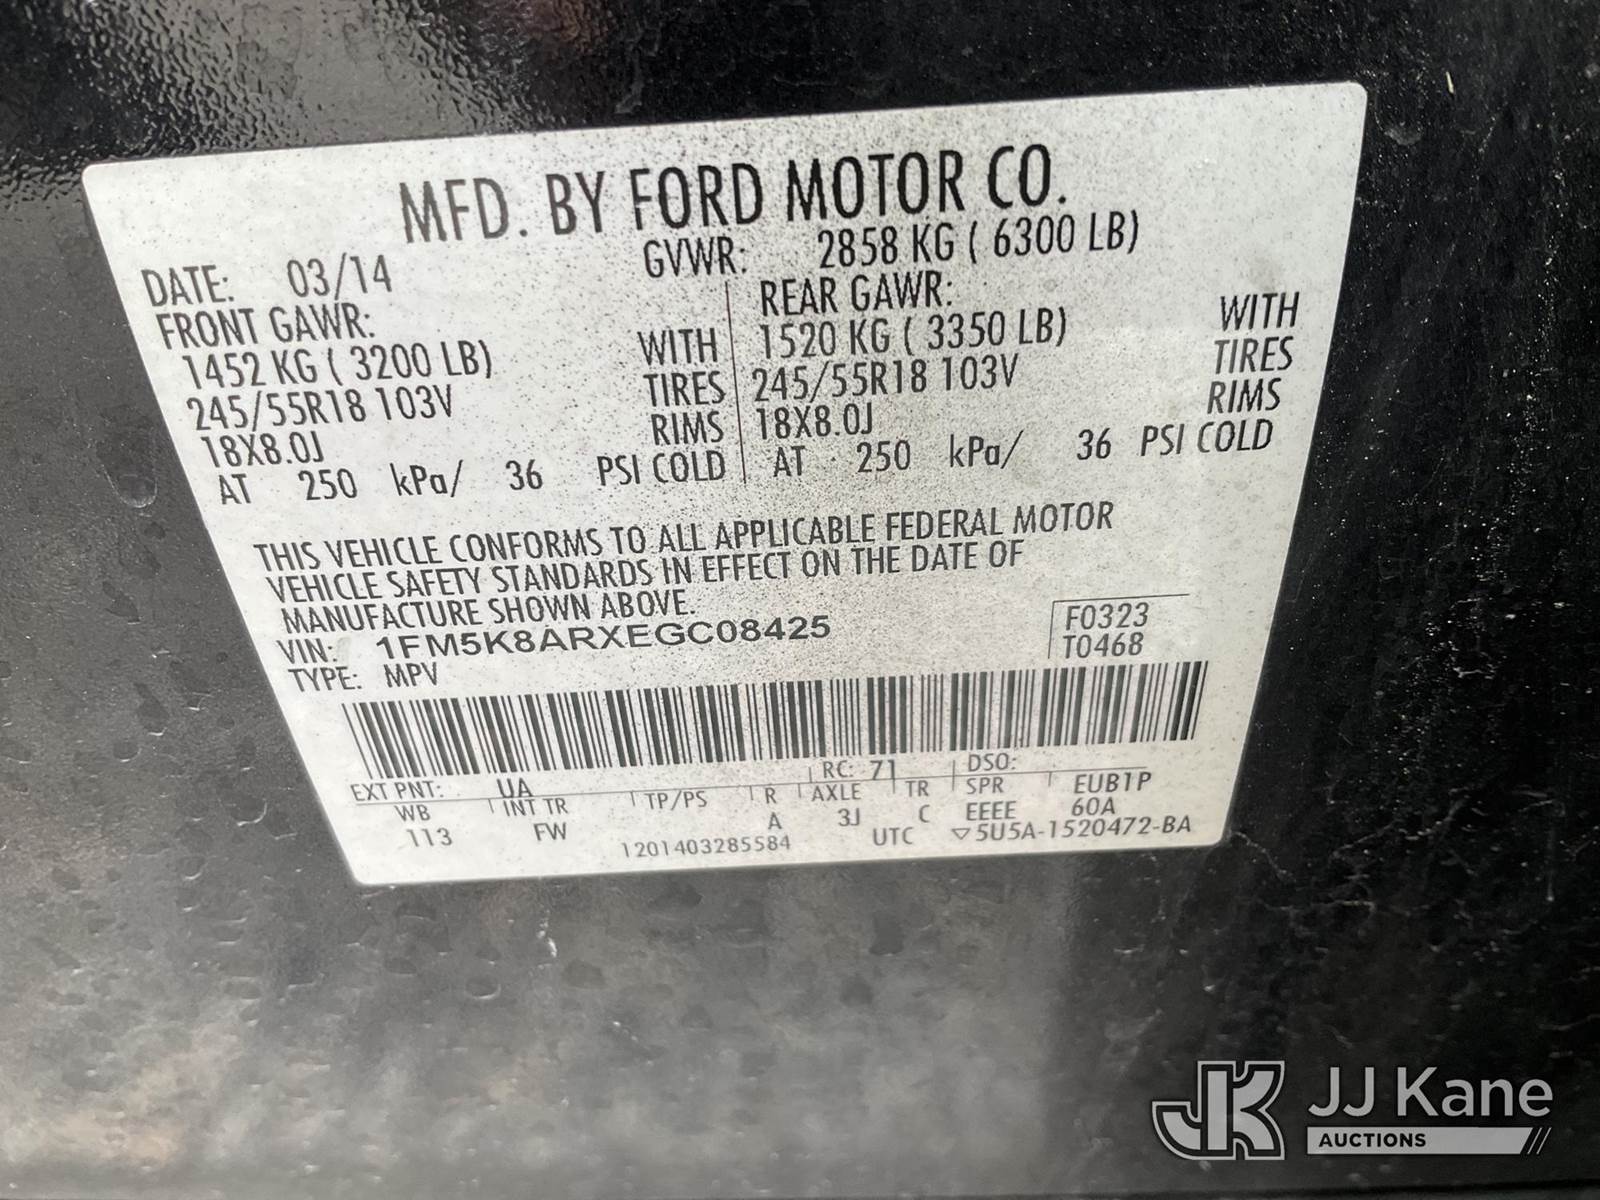 MFD. BY FORD MOTOR CO.
DATE: 03/14 GVWR: 2858 KG ( 6300 LB)
FRONT GAWR: REAR GAWR:
1452 KG ( 3200 LB) WITH 1520 KG ( 3350 LB) WITH
245/55R18 103V TIRES 245/55R18 103V TIRES
18X8.0J RIMS 18X8.0J RIMS
AT 250 kPa/ 36 PSI COLD AT 250 kPa/ 36 PSI COLD
THIS VEHICLE CONFORMS TO ALL APPLICABLE FEDERAL MOTOR
VEHICLE SAFETY STANDARDS IN EFFECT ON THE DATE OF
MANUFACTURE SHOWN ABOVE.
VIN: 1FM5K8ARXEGC08425 F0323
TYPE: MPV T0468
EXT PNT: UA RC: 71 DSO:
WB INT TR TP/PS R AXLE TR SPR EUB1P
113 FW A 3J C EEEE 60A
1201403285584 UTC ▽5U5A-1520472-BA
JK JJ Kane
AUCTIONS